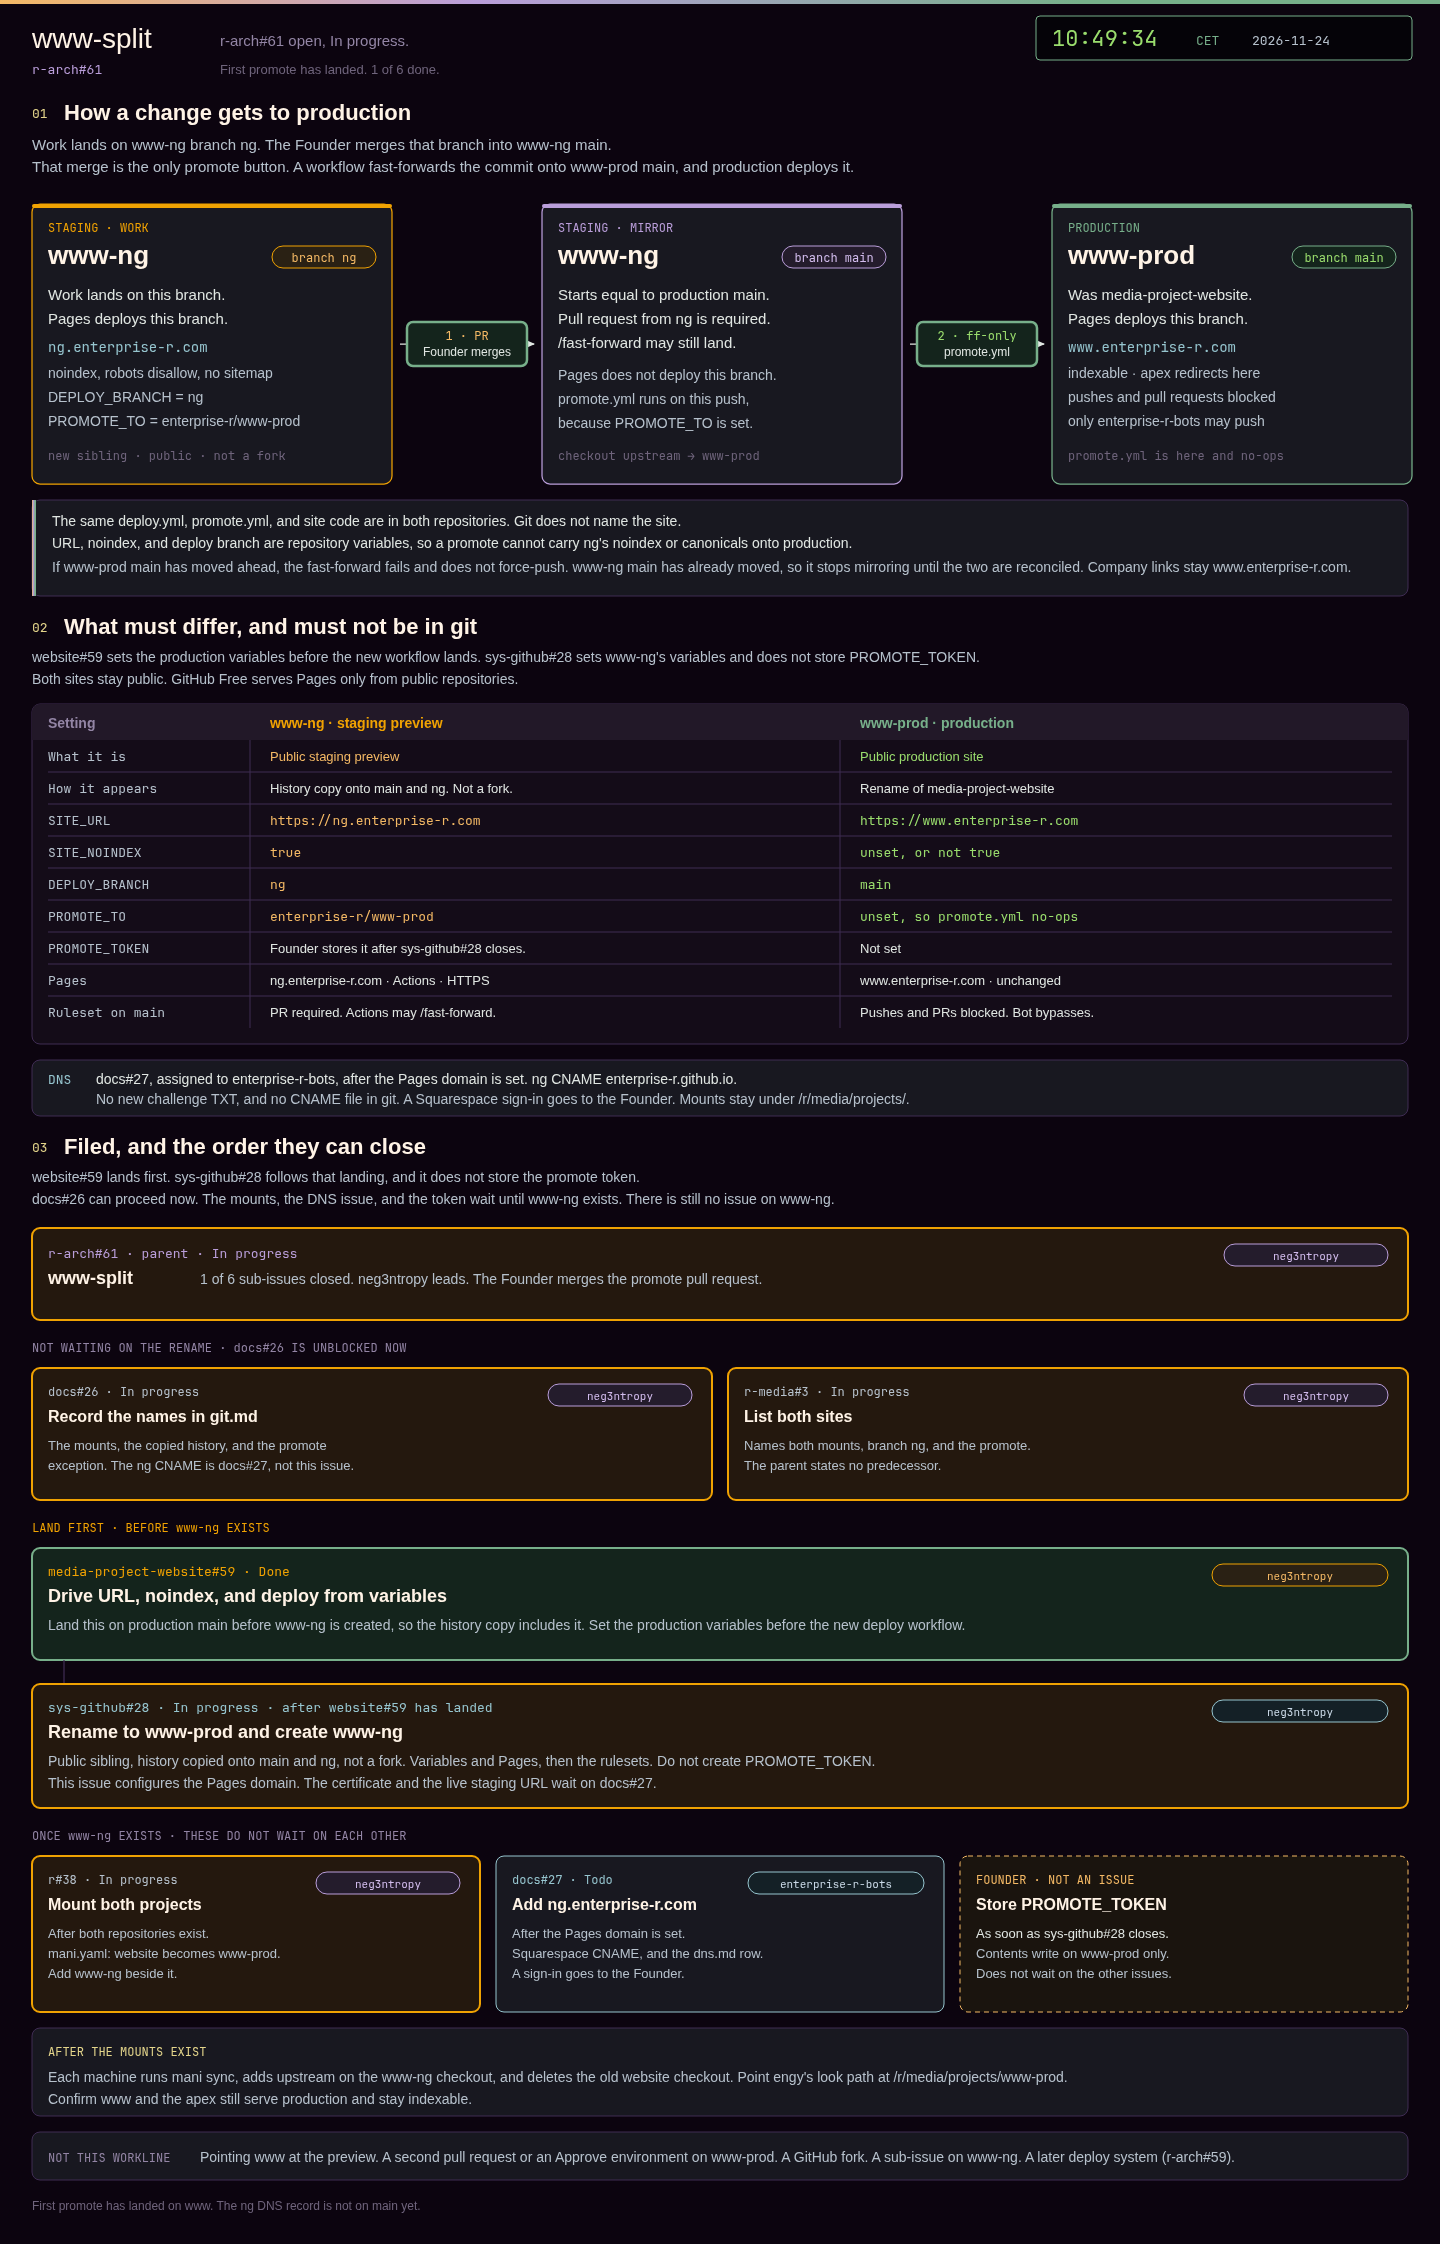 www-split
r-arch#61 open, In progress.
10:49:34 CET 2026-11-24
r-arch#61
First promote has landed. 1 of 6 done.
01 How a change gets to production
Work lands on www-ng branch ng. The Founder merges that branch into www-ng main.
That merge is the only promote button. A workflow fast-forwards the commit onto www-prod main, and production deploys it.
STAGING · WORK
www-ng
branch ng
Work lands on this branch.
Pages deploys this branch.
ng.enterprise-r.com
noindex, robots disallow, no sitemap
DEPLOY_BRANCH = ng
PROMOTE_TO = enterprise-r/www-prod
new sibling · public · not a fork
1 · PR
Founder merges
STAGING · MIRROR
www-ng
branch main
Starts equal to production main.
Pull request from ng is required.
/fast-forward may still land.
Pages does not deploy this branch.
promote.yml runs on this push,
because PROMOTE_TO is set.
checkout upstream → www-prod
2 · ff-only
promote.yml
PRODUCTION
www-prod
branch main
Was media-project-website.
Pages deploys this branch.
www.enterprise-r.com
indexable · apex redirects here
pushes and pull requests blocked
only enterprise-r-bots may push
promote.yml is here and no-ops
The same deploy.yml, promote.yml, and site code are in both repositories. Git does not name the site.
URL, noindex, and deploy branch are repository variables, so a promote cannot carry ng's noindex or canonicals onto production.
If www-prod main has moved ahead, the fast-forward fails and does not force-push. www-ng main has already moved, so it stops mirroring until the two are reconciled. Company links stay www.enterprise-r.com.
02 What must differ, and must not be in git
website#59 sets the production variables before the new workflow lands. sys-github#28 sets www-ng's variables and does not store PROMOTE_TOKEN.
Both sites stay public. GitHub Free serves Pages only from public repositories.
Setting www-ng · staging preview www-prod · production
What it is Public staging preview Public production site
How it appears History copy onto main and ng. Not a fork. Rename of media-project-website
SITE_URL https://ng.enterprise-r.com https://www.enterprise-r.com
SITE_NOINDEX true unset, or not true
DEPLOY_BRANCH ng main
PROMOTE_TO enterprise-r/www-prod unset, so promote.yml no-ops
PROMOTE_TOKEN Founder stores it after sys-github#28 closes. Not set
Pages ng.enterprise-r.com · Actions · HTTPS www.enterprise-r.com · unchanged
Ruleset on main PR required. Actions may /fast-forward. Pushes and PRs blocked. Bot bypasses.
DNS docs#27, assigned to enterprise-r-bots, after the Pages domain is set. ng CNAME enterprise-r.github.io.
No new challenge TXT, and no CNAME file in git. A Squarespace sign-in goes to the Founder. Mounts stay under /r/media/projects/.
03 Filed, and the order they can close
website#59 lands first. sys-github#28 follows that landing, and it does not store the promote token.
docs#26 can proceed now. The mounts, the DNS issue, and the token wait until www-ng exists. There is still no issue on www-ng.
r-arch#61 · parent · In progress
neg3ntropy
www-split 1 of 6 sub-issues closed. neg3ntropy leads. The Founder merges the promote pull request.
NOT WAITING ON THE RENAME · docs#26 IS UNBLOCKED NOW
docs#26 · In progress
neg3ntropy
Record the names in git.md
The mounts, the copied history, and the promote
exception. The ng CNAME is docs#27, not this issue.
r-media#3 · In progress
neg3ntropy
List both sites
Names both mounts, branch ng, and the promote.
The parent states no predecessor.
LAND FIRST · BEFORE www-ng EXISTS
media-project-website#59 · Done
neg3ntropy
Drive URL, noindex, and deploy from variables
Land this on production main before www-ng is created, so the history copy includes it. Set the production variables before the new deploy workflow.
sys-github#28 · In progress · after website#59 has landed
neg3ntropy
Rename to www-prod and create www-ng
Public sibling, history copied onto main and ng, not a fork. Variables and Pages, then the rulesets. Do not create PROMOTE_TOKEN.
This issue configures the Pages domain. The certificate and the live staging URL wait on docs#27.
ONCE www-ng EXISTS · THESE DO NOT WAIT ON EACH OTHER
r#38 · In progress
neg3ntropy
Mount both projects
After both repositories exist.
mani.yaml: website becomes www-prod.
Add www-ng beside it.
docs#27 · Todo
enterprise-r-bots
Add ng.enterprise-r.com
After the Pages domain is set.
Squarespace CNAME, and the dns.md row.
A sign-in goes to the Founder.
FOUNDER · NOT AN ISSUE
Store PROMOTE_TOKEN
As soon as sys-github#28 closes.
Contents write on www-prod only.
Does not wait on the other issues.
AFTER THE MOUNTS EXIST
Each machine runs mani sync, adds upstream on the www-ng checkout, and deletes the old website checkout. Point engy's look path at /r/media/projects/www-prod.
Confirm www and the apex still serve production and stay indexable.
NOT THIS WORKLINE Pointing www at the preview. A second pull request or an Approve environment on www-prod. A GitHub fork. A sub-issue on www-ng. A later deploy system (r-arch#59).
First promote has landed on www. The ng DNS record is not on main yet.